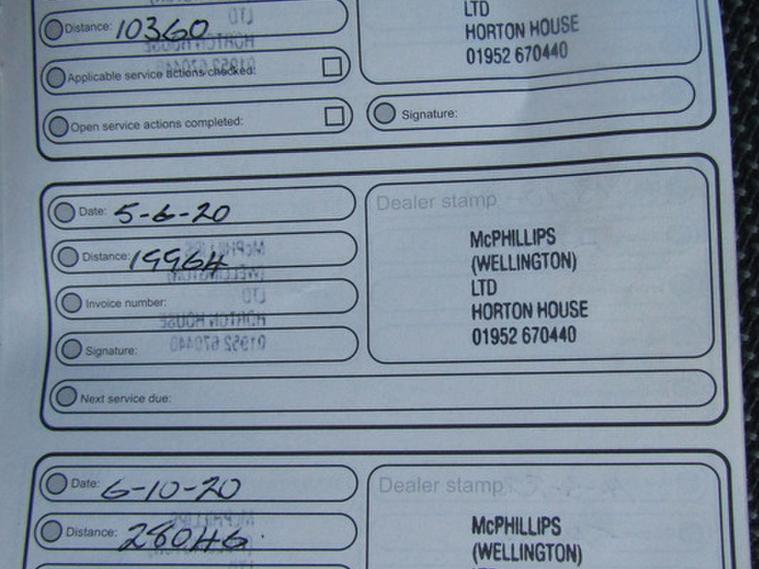 Distance: 10360
Applicable service actions checked:
Open service actions completed:
LTD
HORTON HOUSE
01952 670440
Signature:
Date: 5-6-20
Distance: 19964
Invoice number:
Signature:
Next service due:
Dealer stamp
McPHILLIPS
(WELLINGTON)
LTD
HORTON HOUSE
01952 670440
Date: 6-10-20
Distance: 28046.
Dealer stamp
McPHILLIPS
(WELLINGTON)